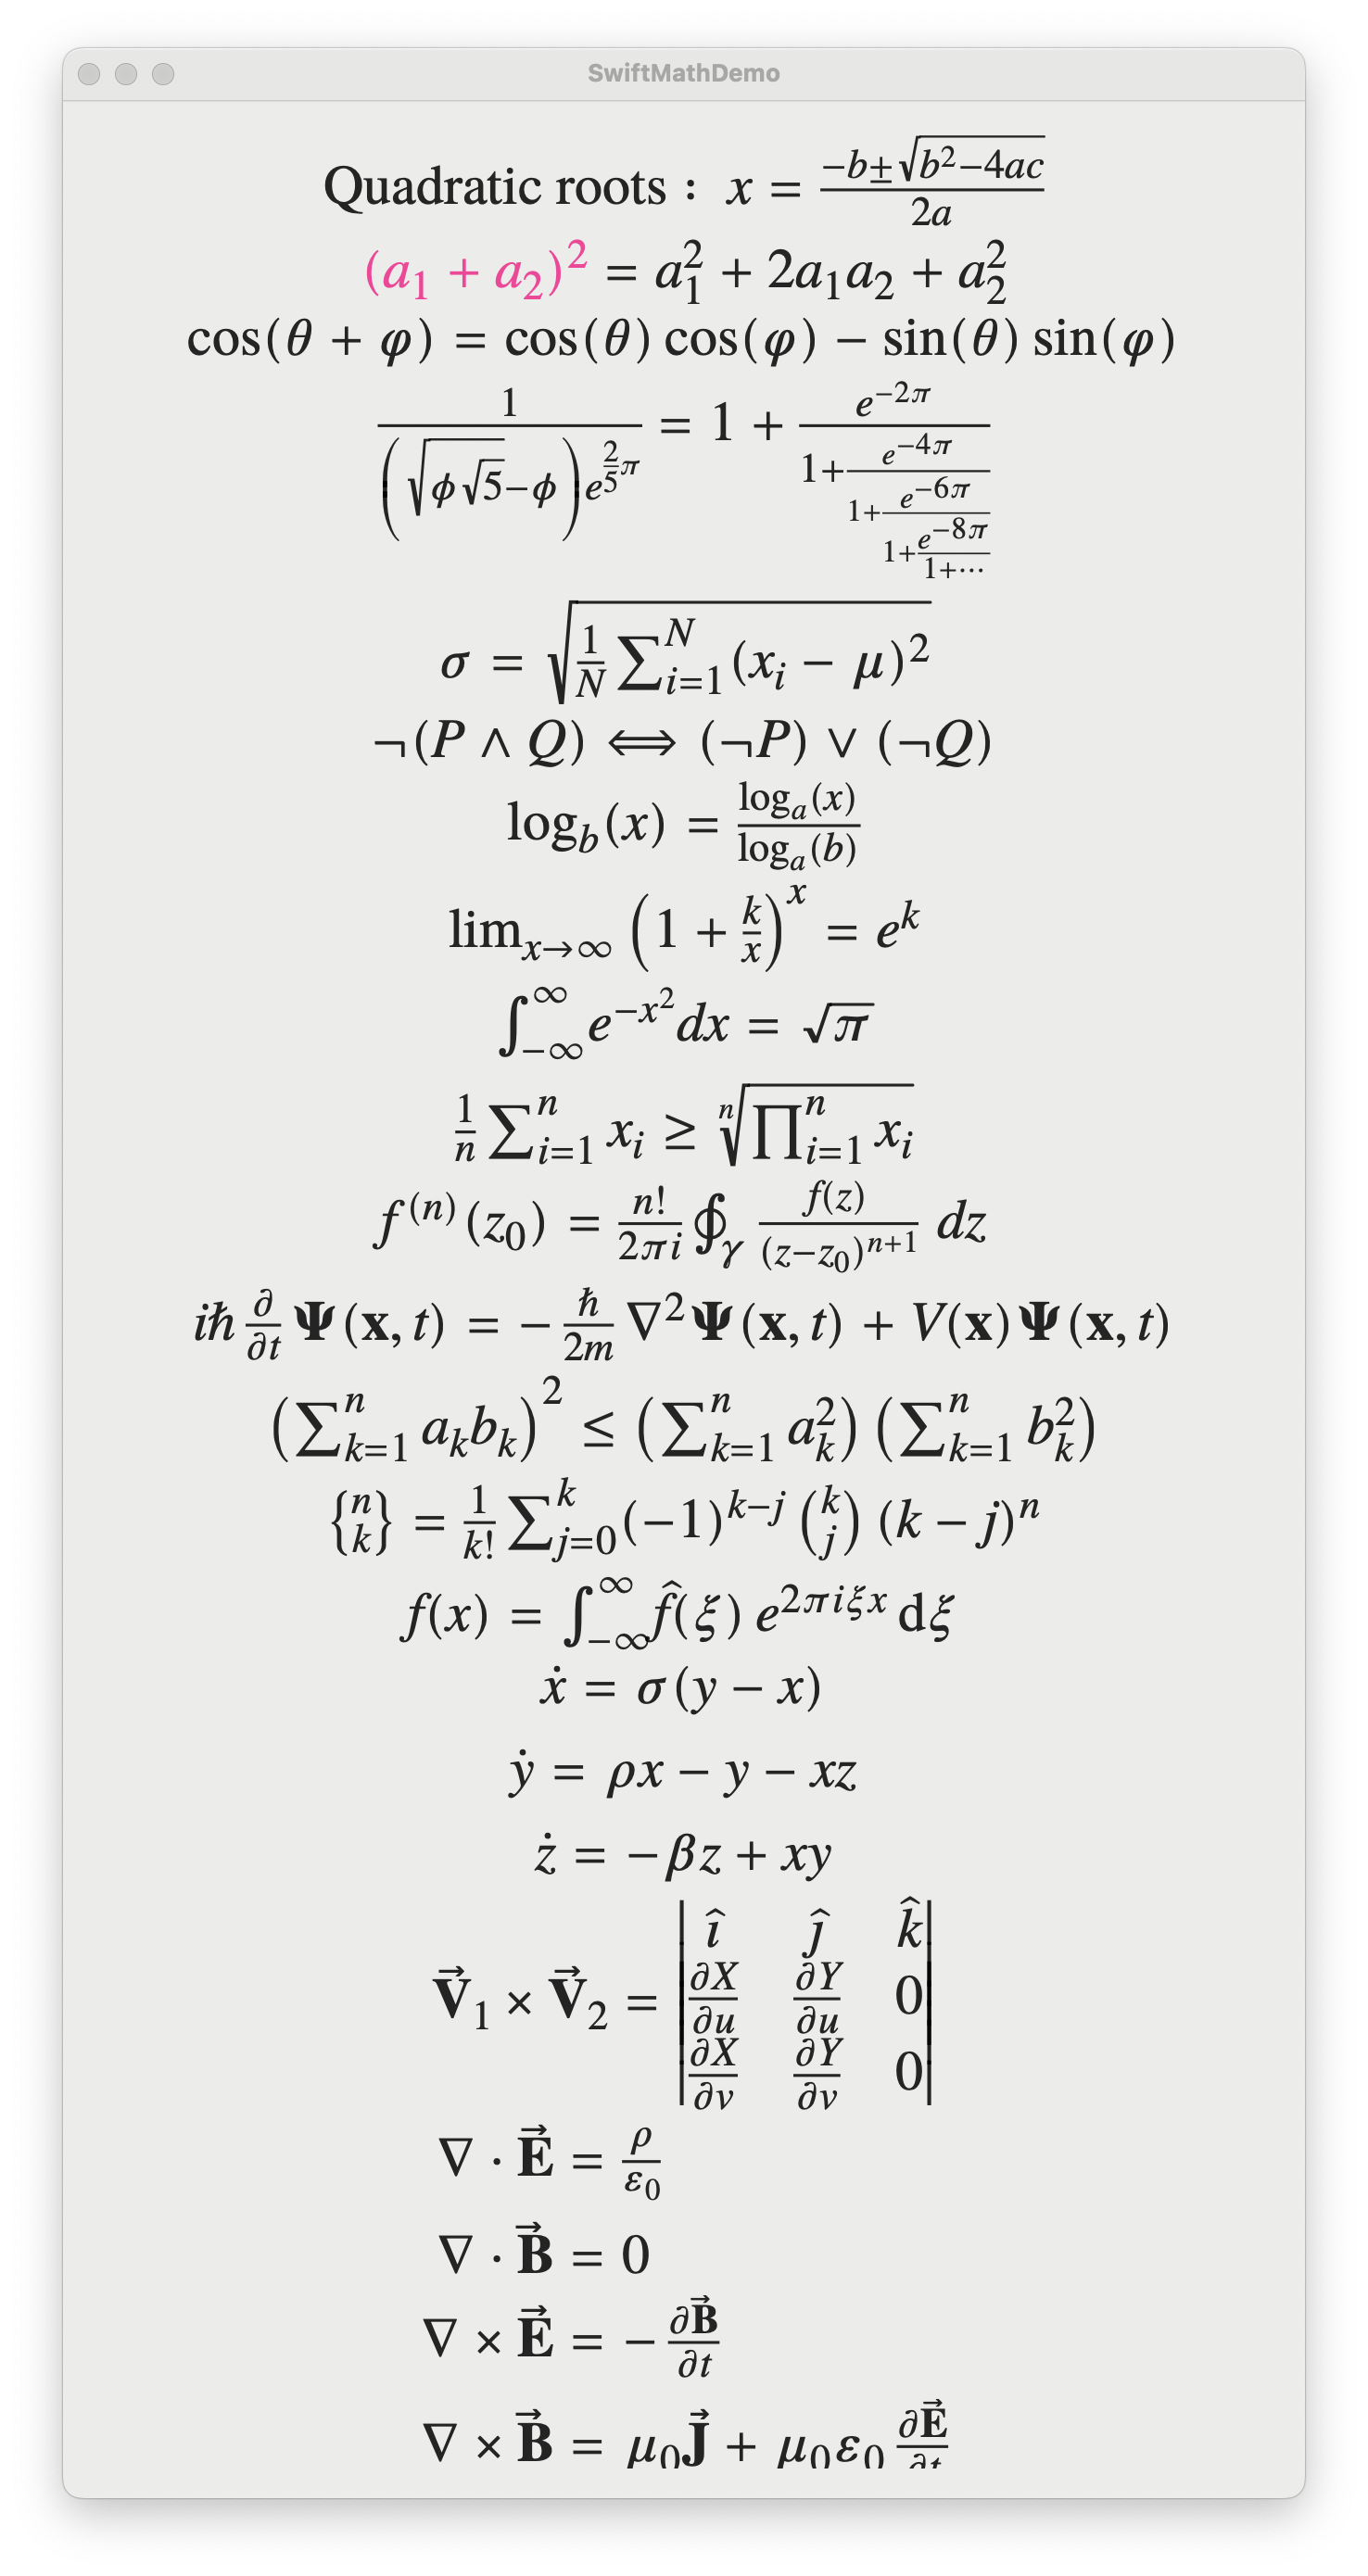 SwiftMathDemo
Quadratic roots : $x = \frac{-b \pm \sqrt{b^2-4ac}}{2a}$
$(a_1 + a_2)^2 = a_1^2 + 2a_1a_2 + a_2^2$
$\cos(\theta + \varphi) = \cos(\theta)\cos(\varphi) - \sin(\theta)\sin(\varphi)$
$\frac{1}{\left(\sqrt{\phi\sqrt{5}}-\phi\right)e^{\frac{2}{5}\pi}} = 1 + \frac{e^{-2\pi}}{1+\frac{e^{-4\pi}}{1+\frac{e^{-6\pi}}{1+\frac{e^{-8\pi}}{1+\cdots}}}}$
$\sigma = \sqrt{\frac{1}{N}\sum_{i=1}^{N}(x_i - \mu)^2}$
$\neg(P \wedge Q) \iff (\neg P) \vee (\neg Q)$
$\log_b(x) = \frac{\log_a(x)}{\log_a(b)}$
$\lim_{x\to\infty}\left(1 + \frac{k}{x}\right)^x = e^k$
$\int_{-\infty}^{\infty} e^{-x^2}dx = \sqrt{\pi}$
$\frac{1}{n}\sum_{i=1}^{n} x_i \geq \sqrt[n]{\prod_{i=1}^{n} x_i}$
$f^{(n)}(z_0) = \frac{n!}{2\pi i}\oint_\gamma \frac{f(z)}{(z-z_0)^{n+1}}\,dz$
$i\hbar\frac{\partial}{\partial t}\mathbf{\Psi}(\mathbf{x},t) = -\frac{\hbar}{2m}\nabla^2\mathbf{\Psi}(\mathbf{x},t) + V(\mathbf{x})\mathbf{\Psi}(\mathbf{x},t)$
$\left(\sum_{k=1}^{n} a_k b_k\right)^2 \leq \left(\sum_{k=1}^{n} a_k^2\right)\left(\sum_{k=1}^{n} b_k^2\right)$
${n \brace k} = \frac{1}{k!}\sum_{j=0}^{k}(-1)^{k-j}\binom{k}{j}(k-j)^n$
$f(x) = \int_{-\infty}^{\infty}\hat{f}(\xi)\,e^{2\pi i\xi x}\,\mathrm{d}\xi$
$\dot{x} = \sigma(y - x)$
$\dot{y} = \rho x - y - xz$
$\dot{z} = -\beta z + xy$
$\vec{\mathbf{V}}_1 \times \vec{\mathbf{V}}_2 = \begin{vmatrix} \hat{\imath} & \hat{\jmath} & \hat{k} \\ \frac{\partial X}{\partial u} & \frac{\partial Y}{\partial u} & 0 \\ \frac{\partial X}{\partial v} & \frac{\partial Y}{\partial v} & 0 \end{vmatrix}$
$\nabla \cdot \vec{\mathbf{E}} = \frac{\rho}{\varepsilon_0}$
$\nabla \cdot \vec{\mathbf{B}} = 0$
$\nabla \times \vec{\mathbf{E}} = -\frac{\partial \vec{\mathbf{B}}}{\partial t}$
$\nabla \times \vec{\mathbf{B}} = \mu_0\vec{\mathbf{J}} + \mu_0\varepsilon_0\frac{\partial \vec{\mathbf{E}}}{\partial t}$